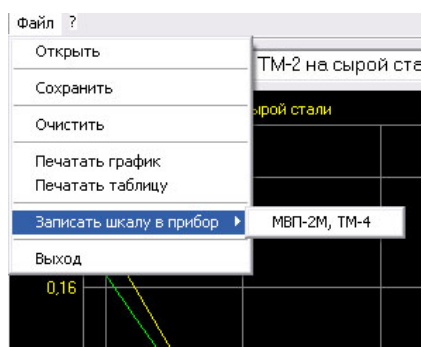 Файл ?
Открыть
ТМ-2 на сырой ста
Сохранить
ырой стали
Очистить
Печатать график
Печатать таблицу
Записать шкалу в прибор
МВП-2М, ТМ-4
Выход
0,16